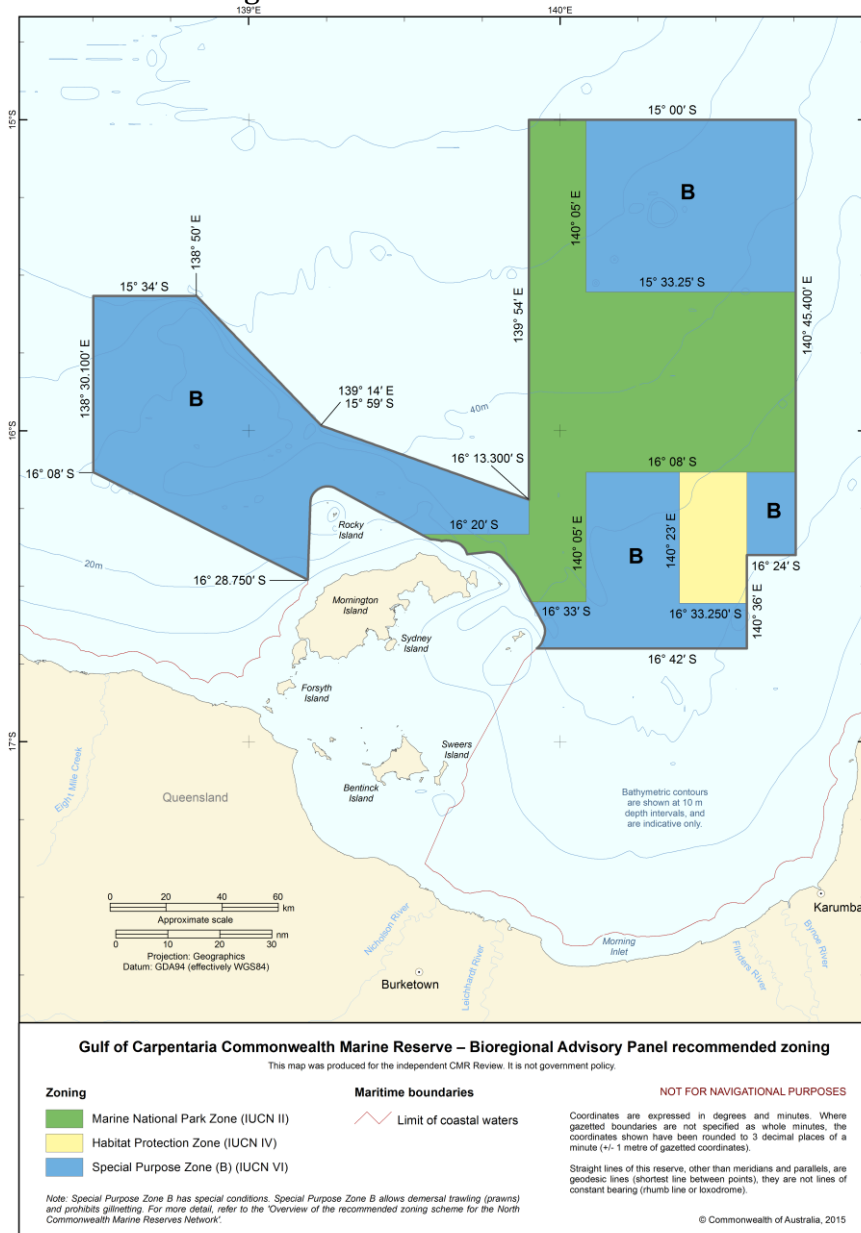 139°E
140°E
15°S
15° 00′ S
138° 50′ E
140° 05′ E
B
15° 34′ S
15° 33.25′ S
139° 54′ E
140° 45.400′ E
138° 30.100′ E
B
139° 14′ E
15° 59′ S
40m
16°S
16° 13.300′ S
16° 08′ S
16° 08′ S
Rocky
Island
16° 20′ S
140° 05′ E
140° 23′ E
B
B
20m
16° 24′ S
16° 28.750′ S
Mornington
Island
16° 33′ S
16° 33.250′ S
140° 36′ E
Sydney
Island
16° 42′ S
Forsyth
Island
17°S
Sweers
Island
Eight Mile Creek
Bentinck
Island
Queensland
Bathymetric contours
are shown at 10 m
depth intervals, and
are indicative only.
0 20 40 60
km
Approximate scale
nm
0 10 20 30
Projection: Geographics
Datum: GDA94 (effectively WGS84)
Nicholson River
Burketown
Leichhardt River
Morning
Inlet
Flinders River
Bynoe River
Karumba
Gulf of Carpentaria Commonwealth Marine Reserve – Bioregional Advisory Panel recommended zoning
This map was produced for the independent CMR Review. It is not government policy.
Zoning
Marine National Park Zone (IUCN II)
Habitat Protection Zone (IUCN IV)
Special Purpose Zone (B) (IUCN VI)
Note: Special Purpose Zone B has special conditions. Special Purpose Zone B allows demersal trawling (prawns)
and prohibits gillnetting. For more detail, refer to the 'Overview of the recommended zoning scheme for the North
Commonwealth Marine Reserves Network'.
Maritime boundaries
Limit of coastal waters
NOT FOR NAVIGATIONAL PURPOSES
Coordinates are expressed in degrees and minutes. Where
gazetted boundaries are not specified as whole minutes, the
coordinates shown have been rounded to 3 decimal places of a
minute (+/- 1 metre of gazetted coordinates).
Straight lines of this reserve, other than meridians and parallels, are
geodesic lines (shortest line between points), they are not lines of
constant bearing (rhumb line or loxodrome).
© Commonwealth of Australia, 2015